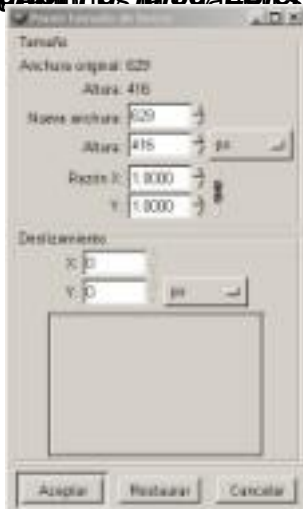 Tamaño
Anchura original: 629
Altura: 416
Nueva anchura: 629
Altura: 416 px
Razón X: 1.0000
Y: 1.0000
Deslizamiento
X: 0
Y: 0 px
Aceptar Restaurar Cancelar